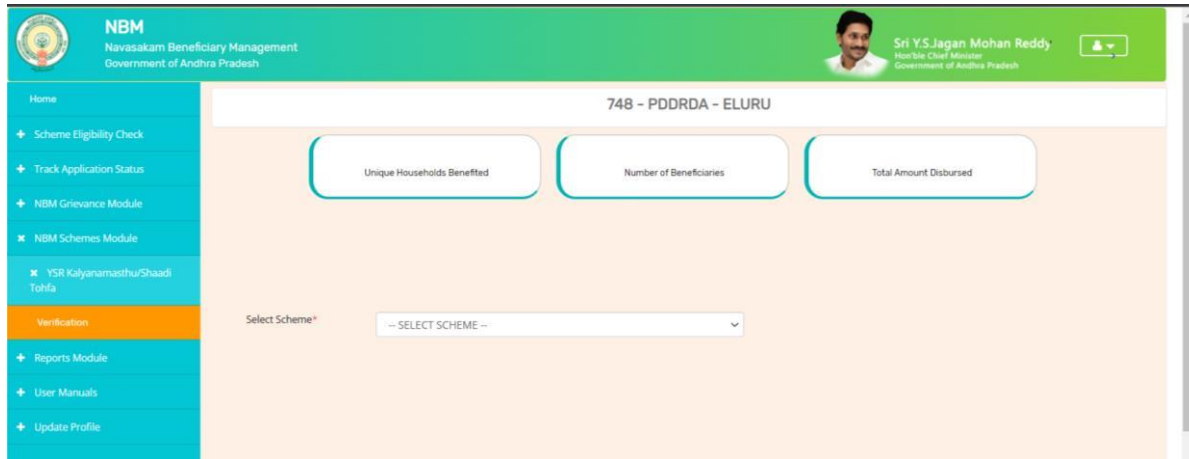 NBM
Navasakam Beneficiary Management
Government of Andhra Pradesh
Sri Y.S.Jagan Mohan Reddy
Hon'ble Chief Minister
Government of Andhra Pradesh
Home
Scheme Eligibility Check
Track Application Status
NBM Grievance Module
NBM Schemes Module
YSR Kalyanamasthu/Shaadi
Tohfa
Verification
Reports Module
User Manuals
Update Profile
748 - PDDRDA - ELURU
Unique Households Benefited
Number of Beneficiaries
Total Amount Disbursed
Select Scheme*
-- SELECT SCHEME --